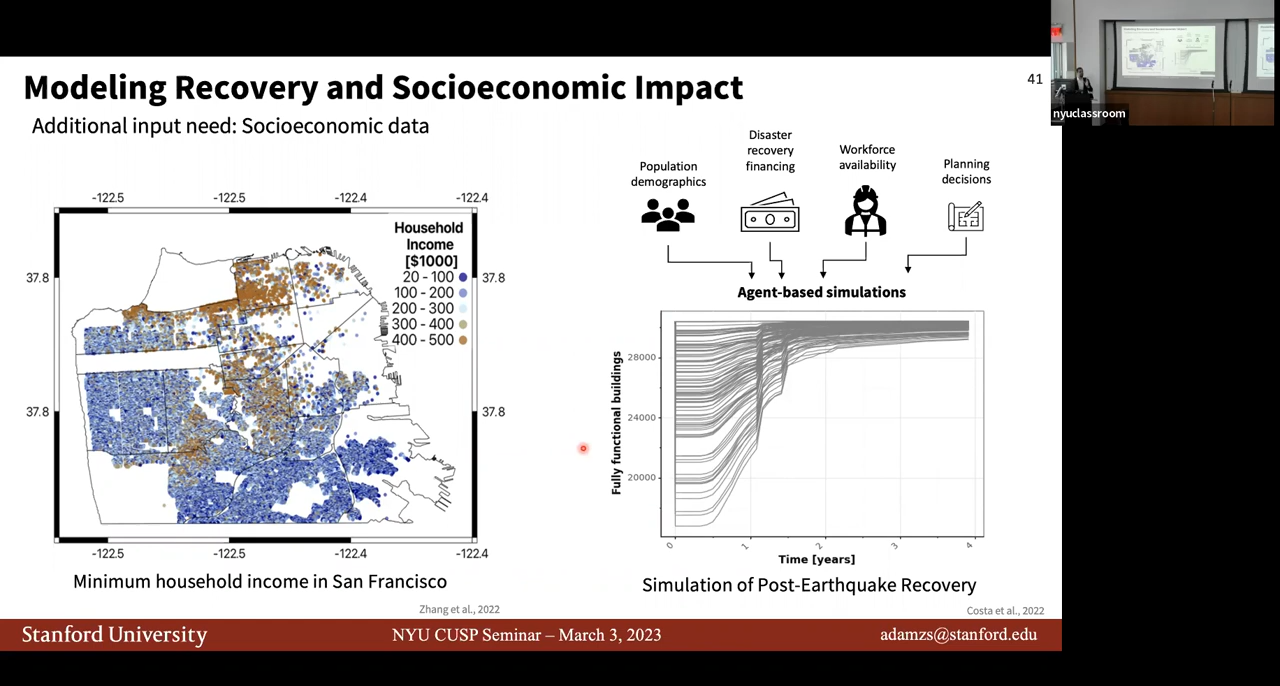 Modeling Recovery and Socioeconomic Impact
41
Additional input need: Socioeconomic data
-122.5
-122.5
-122.4
-122.4
37.8
37.8
37.8
37.8
Household
Income
[$1000]
20 - 100
100 - 200
200 - 300
300 - 400
400 - 500
-122.5
-122.5
-122.4
-122.4
Minimum household income in San Francisco
Zhang et al., 2022
Population
demographics
Disaster
recovery
financing
Workforce
availability
Planning
decisions
Agent-based simulations
Fully functional buildings
28000
24000
20000
0
1
2
3
4
Time [years]
Simulation of Post-Earthquake Recovery
Costa et al., 2022
Stanford University
NYU CUSP Seminar – March 3, 2023
adamzs@stanford.edu
nyuclassroom